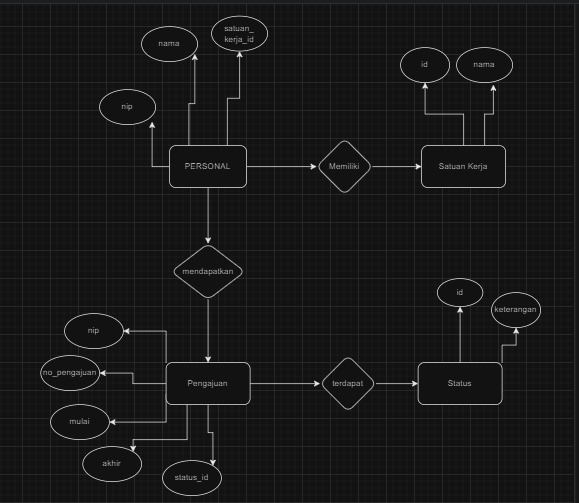 satuan_
kerja_id
nama
nip
id
nama
PERSONAL
Memiliki
Satuan Kerja
mendapatkan
id
keterangan
nip
no_pengajuan
Pengajuan
terdapat
Status
mulai
akhir
status_id